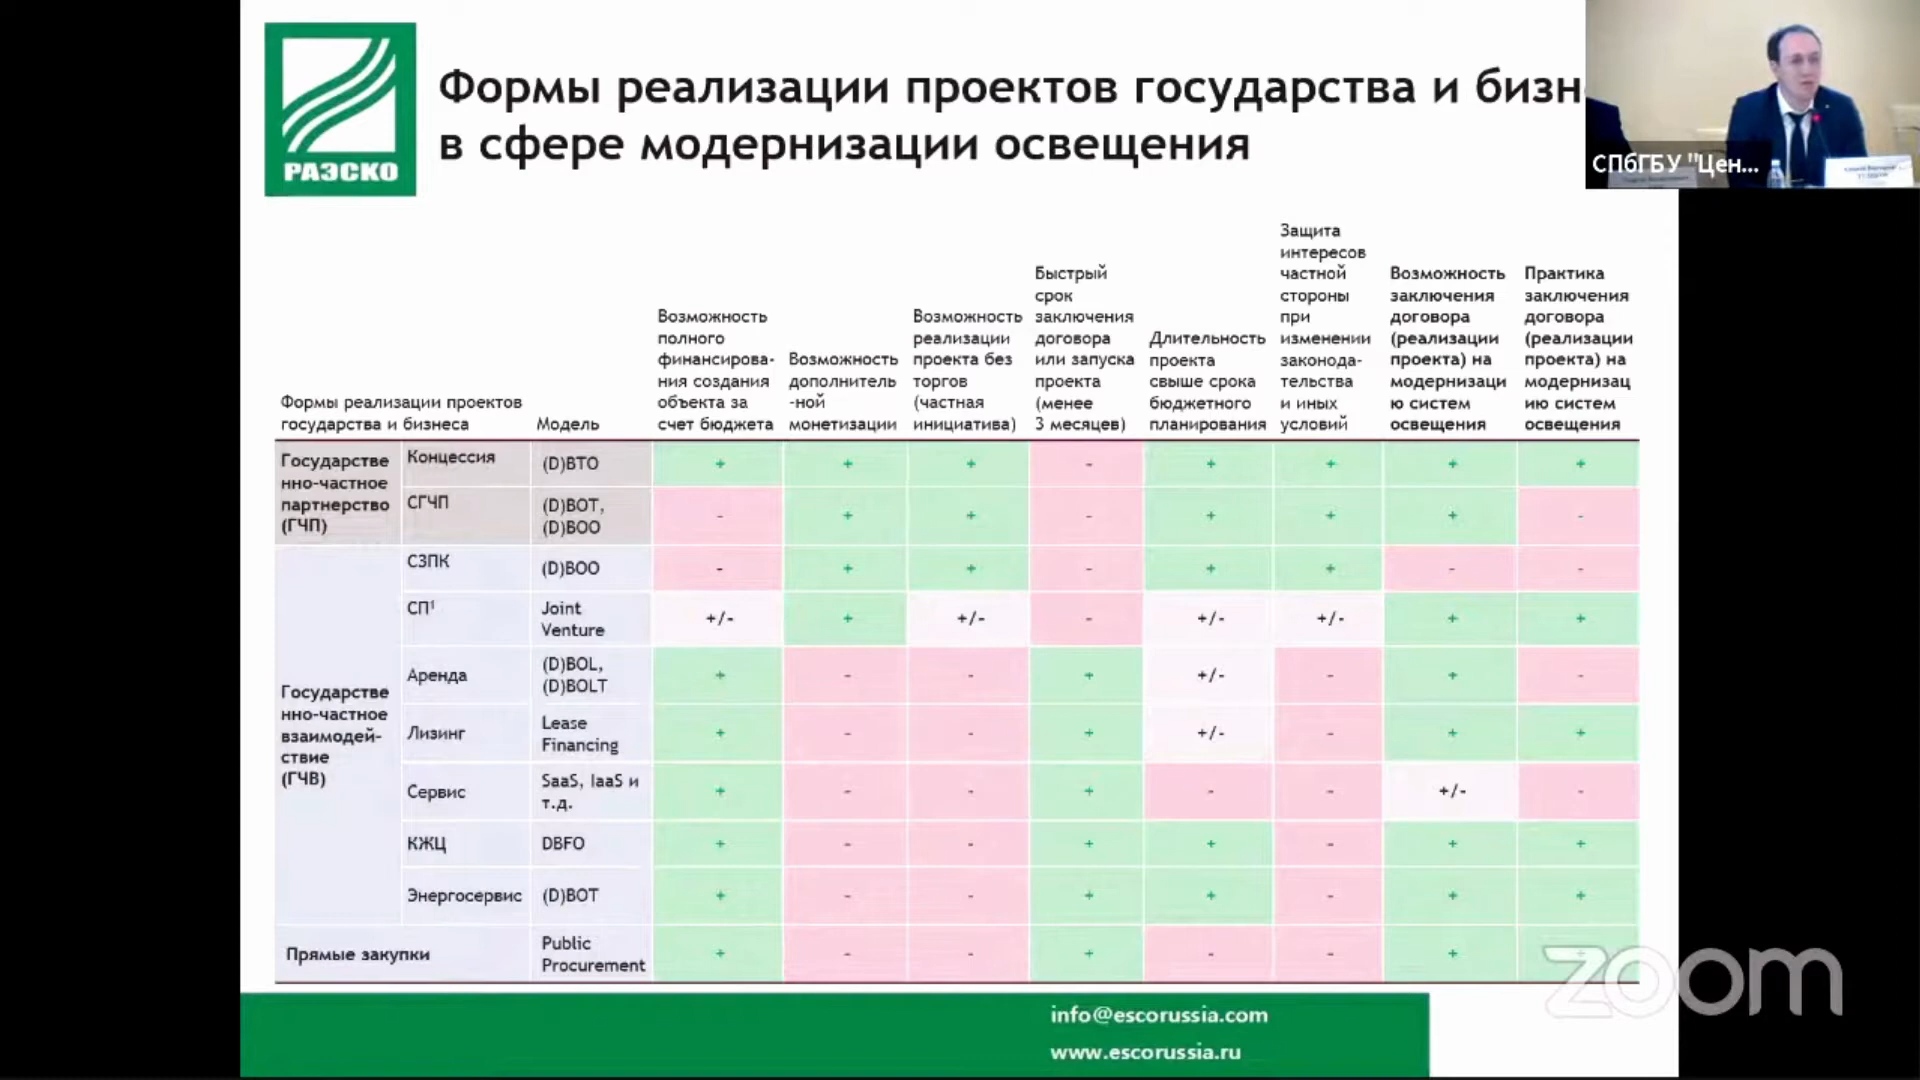 РАЭСКО
Формы реализации проектов государства и бизн
в сфере модернизации освещения
СПбГБУ "Цен...
Формы реализации проектов
государства и бизнеса
Модель
Возможность
полного
финансирова-
ния создания
объекта за
счет бюджета
Возможность
дополнитель
-ной
монетизации
Возможность
реализации
проекта без
торгов
(частная
инициатива)
Быстрый
срок
заключения
договора
или запуска
проекта
(менее
3 месяцев)
Длительность
проекта
свыше срока
бюджетного
планирования
Защита
интересов
частной
стороны
при
изменении
законода-
тельства
и иных
условий
Возможность
заключения
договора
(реализации
проекта) на
модернизаци
ю систем
освещения
Практика
заключения
договора
(реализации
проекта) на
модернизац
ию систем
освещения
Государстве
нно-частное
партнерство
(ГЧП)
Концессия
(D)BTO
+ + + - + + + +
СГЧП
(D)BOT,
(D)BOO
- + + - + + + -
Государстве
нно-частное
взаимодей-
ствие
(ГЧВ)
СЗПК
(D)BOO
- + + - + + - -
СП¹
Joint
Venture
+/- + +/- - +/- +/- + +
Аренда
(D)BOL,
(D)BOLT
+ - - + +/- - + -
Лизинг
Lease
Financing
+ - - + +/- - + +
Сервис
SaaS, IaaS и
т.д.
+ - - + - - +/- -
КЖЦ
DBFO
+ - - + + - + +
Энергосервис
(D)BOT
+ - - + + - + +
Прямые закупки
Public
Procurement
+ - - + - - + +
zoom
info@escorussia.com
www.escorussia.ru